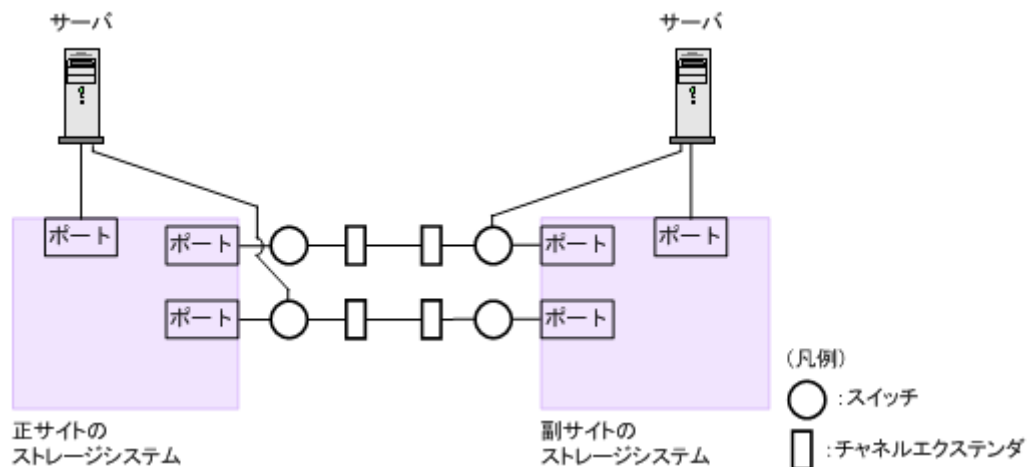 サーバ
サーバ
ポート
ポート
ポート
ポート
ポート
ポート
正サイトの
ストレージシステム
副サイトの
ストレージシステム
(凡例)
:スイッチ
:チャネルエクステンダ